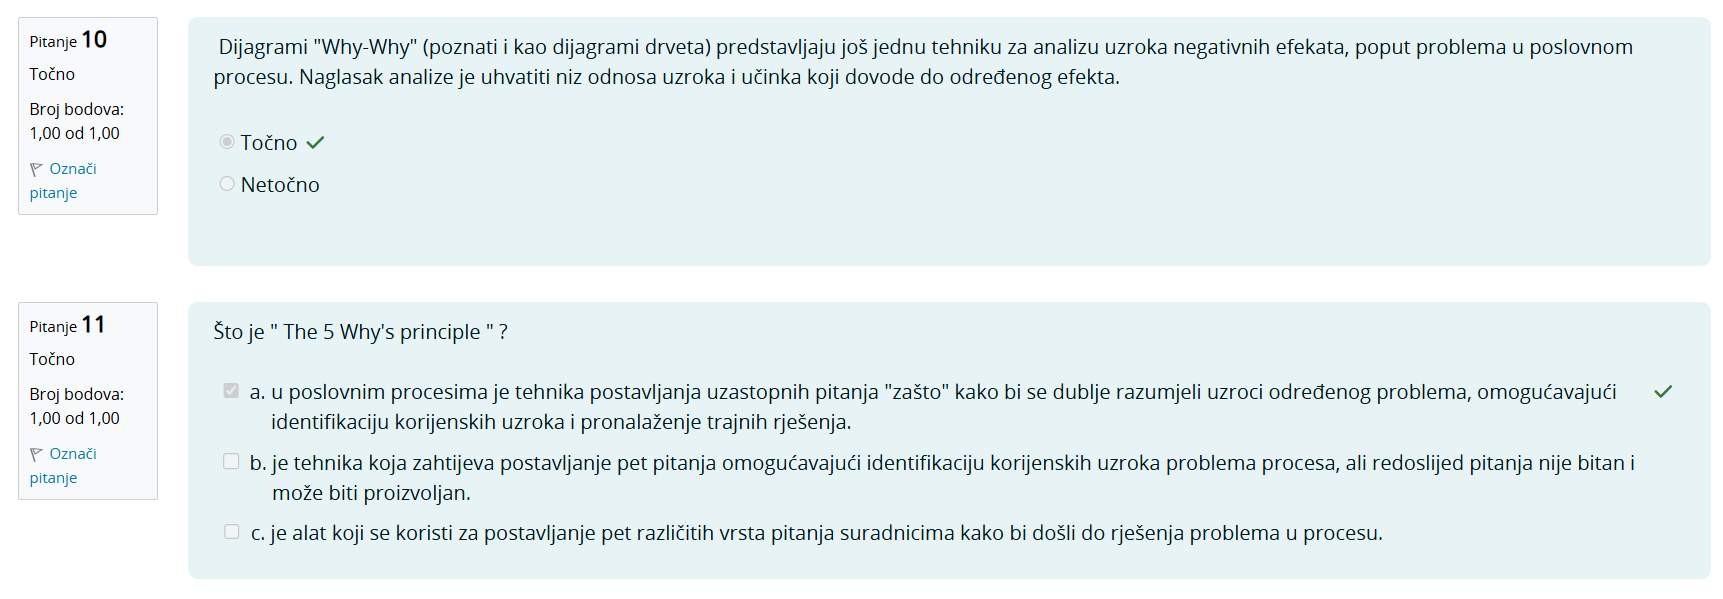 Pitanje 10
Točno
Broj bodova:
1,00 od 1,00
Označi
pitanje
Dijagrami "Why-Why" (poznati i kao dijagrami drveta) predstavljaju još jednu tehniku za analizu uzroka negativnih efekata, poput problema u poslovnom
procesu. Naglasak analize je uhvatiti niz odnosa uzroka i učinka koji dovode do određenog efekta.
Točno
Netočno
Pitanje 11
Točno
Broj bodova:
1,00 od 1,00
Označi
pitanje
Što je " The 5 Why's principle " ?
a. u poslovnim procesima je tehnika postavljanja uzastopnih pitanja "zašto" kako bi se dublje razumjeli uzroci određenog problema, omogućavajući
identifikaciju korijenskih uzroka i pronalaženje trajnih rješenja.
b. je tehnika koja zahtijeva postavljanje pet pitanja omogućavajući identifikaciju korijenskih uzroka problema procesa, ali redoslijed pitanja nije bitan i
može biti proizvoljan.
c. je alat koji se koristi za postavljanje pet različitih vrsta pitanja suradnicima kako bi došli do rješenja problema u procesu.